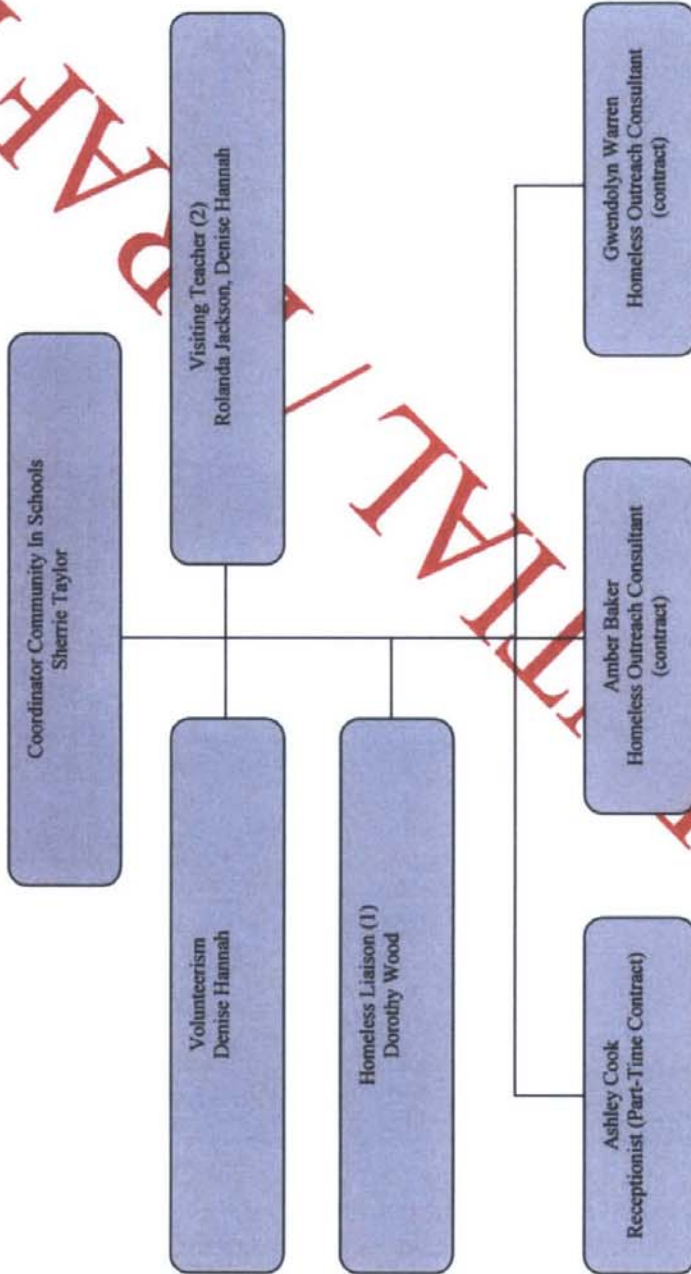 Coordinator Community In Schools
Sherrie Taylor
Volunteerism
Denise Hannah
Visiting Teacher (2)
Rolanda Jackson, Denise Hannah
Homeless Liaison (1)
Dorothy Wood
Ashley Cook
Receptionist (Part-Time Contract)
Amber Baker
Homeless Outreach Consultant
(contract)
Gwendolyn Warren
Homeless Outreach Consultant
(contract)